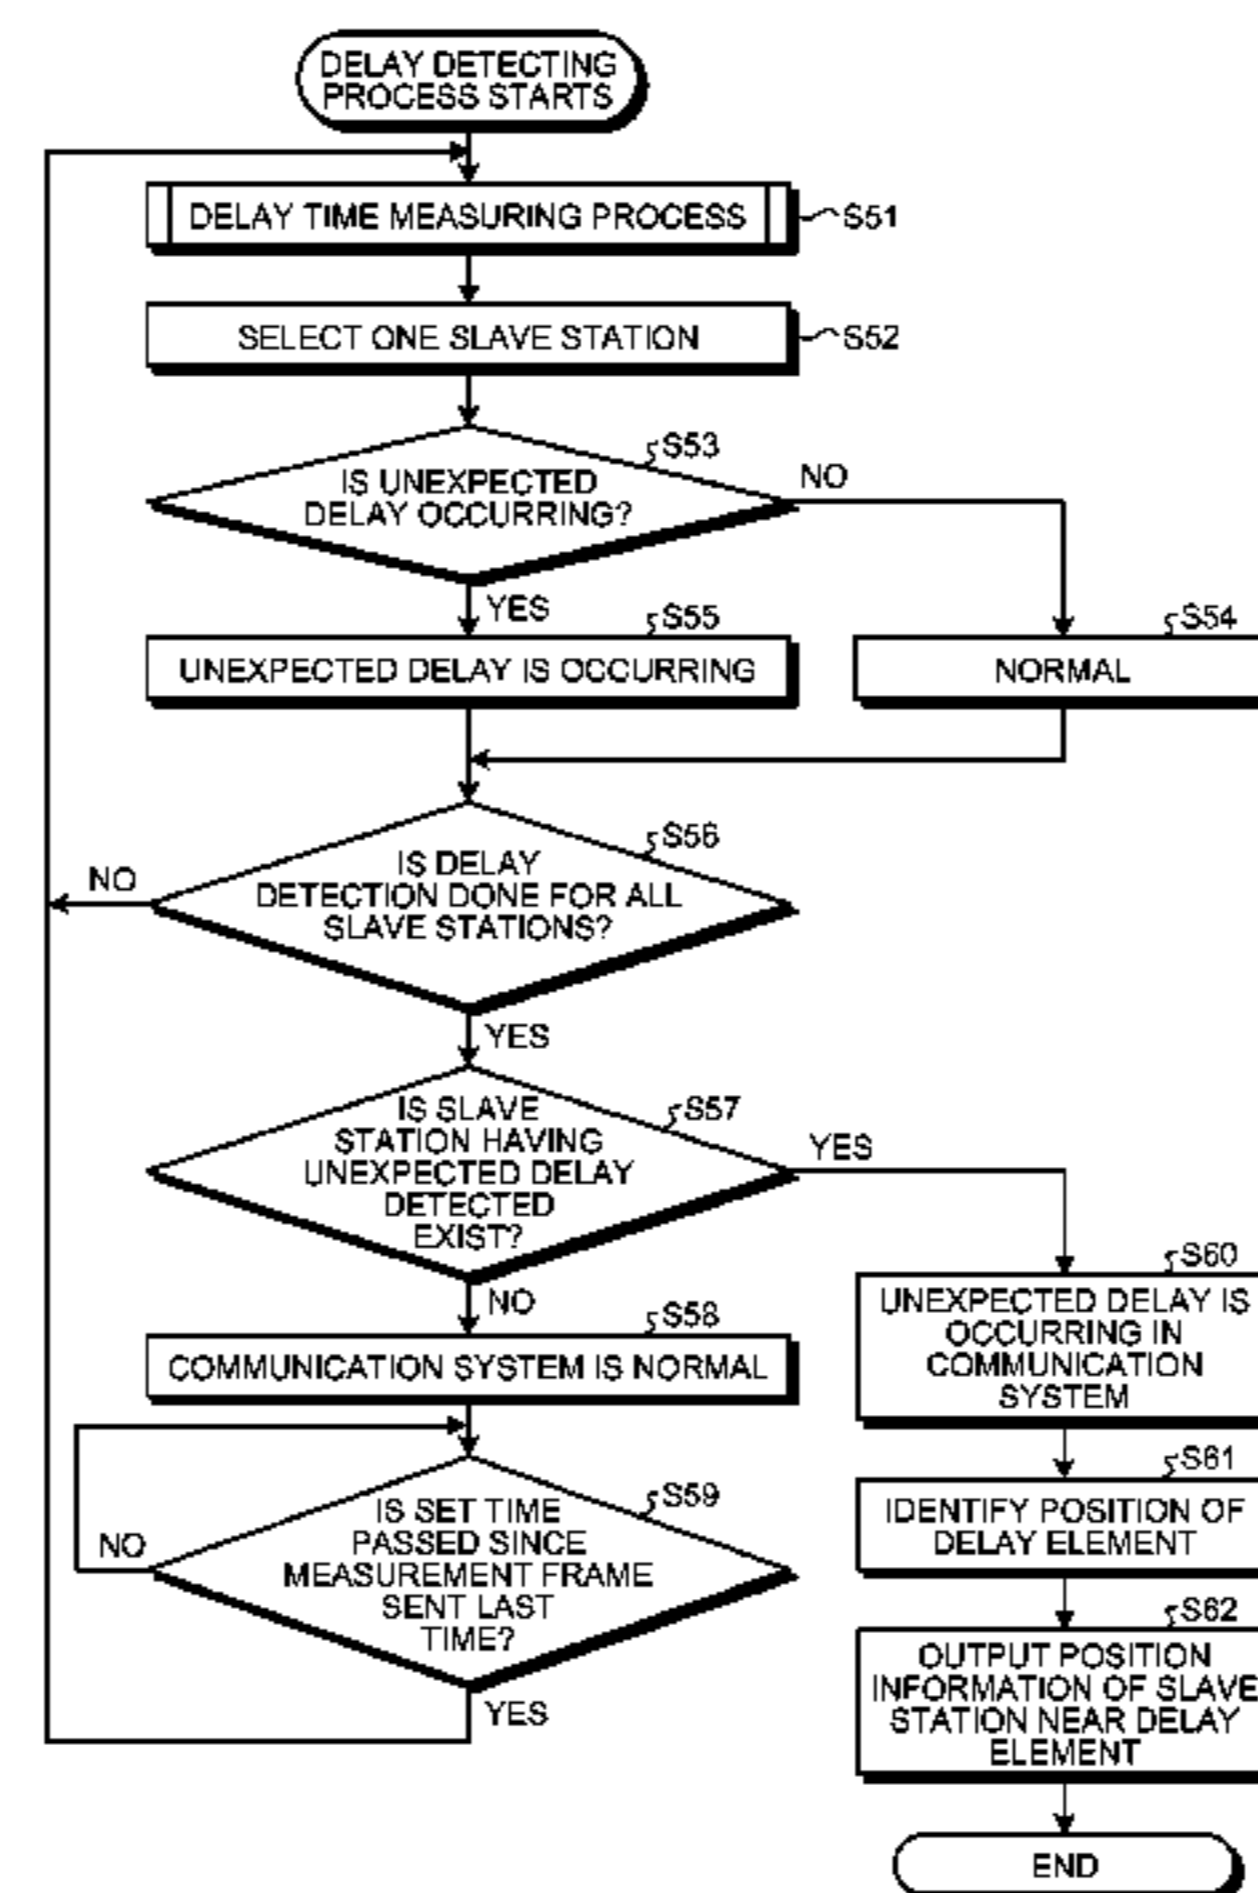 DELAY DETECTING
PROCESS STARTS
DELAY TIME MEASURING PROCESS
S51
SELECT ONE SLAVE STATION
S52
S53
IS UNEXPECTED
DELAY OCCURRING?
NO
YES
S55
UNEXPECTED DELAY IS OCCURRING
S54
NORMAL
S56
IS DELAY
DETECTION DONE FOR ALL
SLAVE STATIONS?
NO
YES
S57
IS SLAVE
STATION HAVING
UNEXPECTED DELAY
DETECTED
EXIST?
YES
NO
S58
COMMUNICATION SYSTEM IS NORMAL
S59
IS SET TIME
PASSED SINCE
MEASUREMENT FRAME
SENT LAST
TIME?
NO
YES
S60
UNEXPECTED DELAY IS
OCCURRING IN
COMMUNICATION
SYSTEM
S61
IDENTIFY POSITION OF
DELAY ELEMENT
S62
OUTPUT POSITION
INFORMATION OF SLAVE
STATION NEAR DELAY
ELEMENT
END